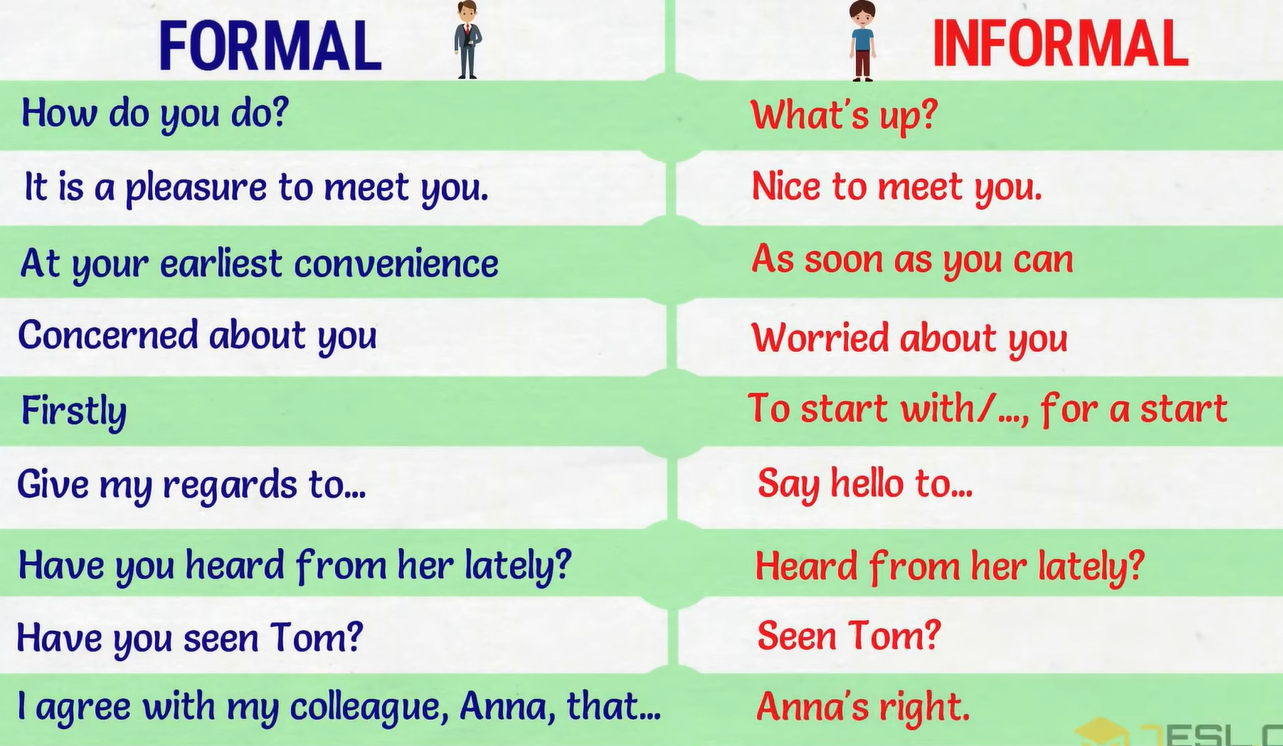 FORMAL INFORMAL
How do you do? What's up?
It is a pleasure to meet you. Nice to meet you.
At your earliest convenience As soon as you can
Concerned about you Worried about you
Firstly To start with/..., for a start
Give my regards to... Say hello to...
Have you heard from her lately? Heard from her lately?
Have you seen Tom? Seen Tom?
I agree with my colleague, Anna, that... Anna's right.